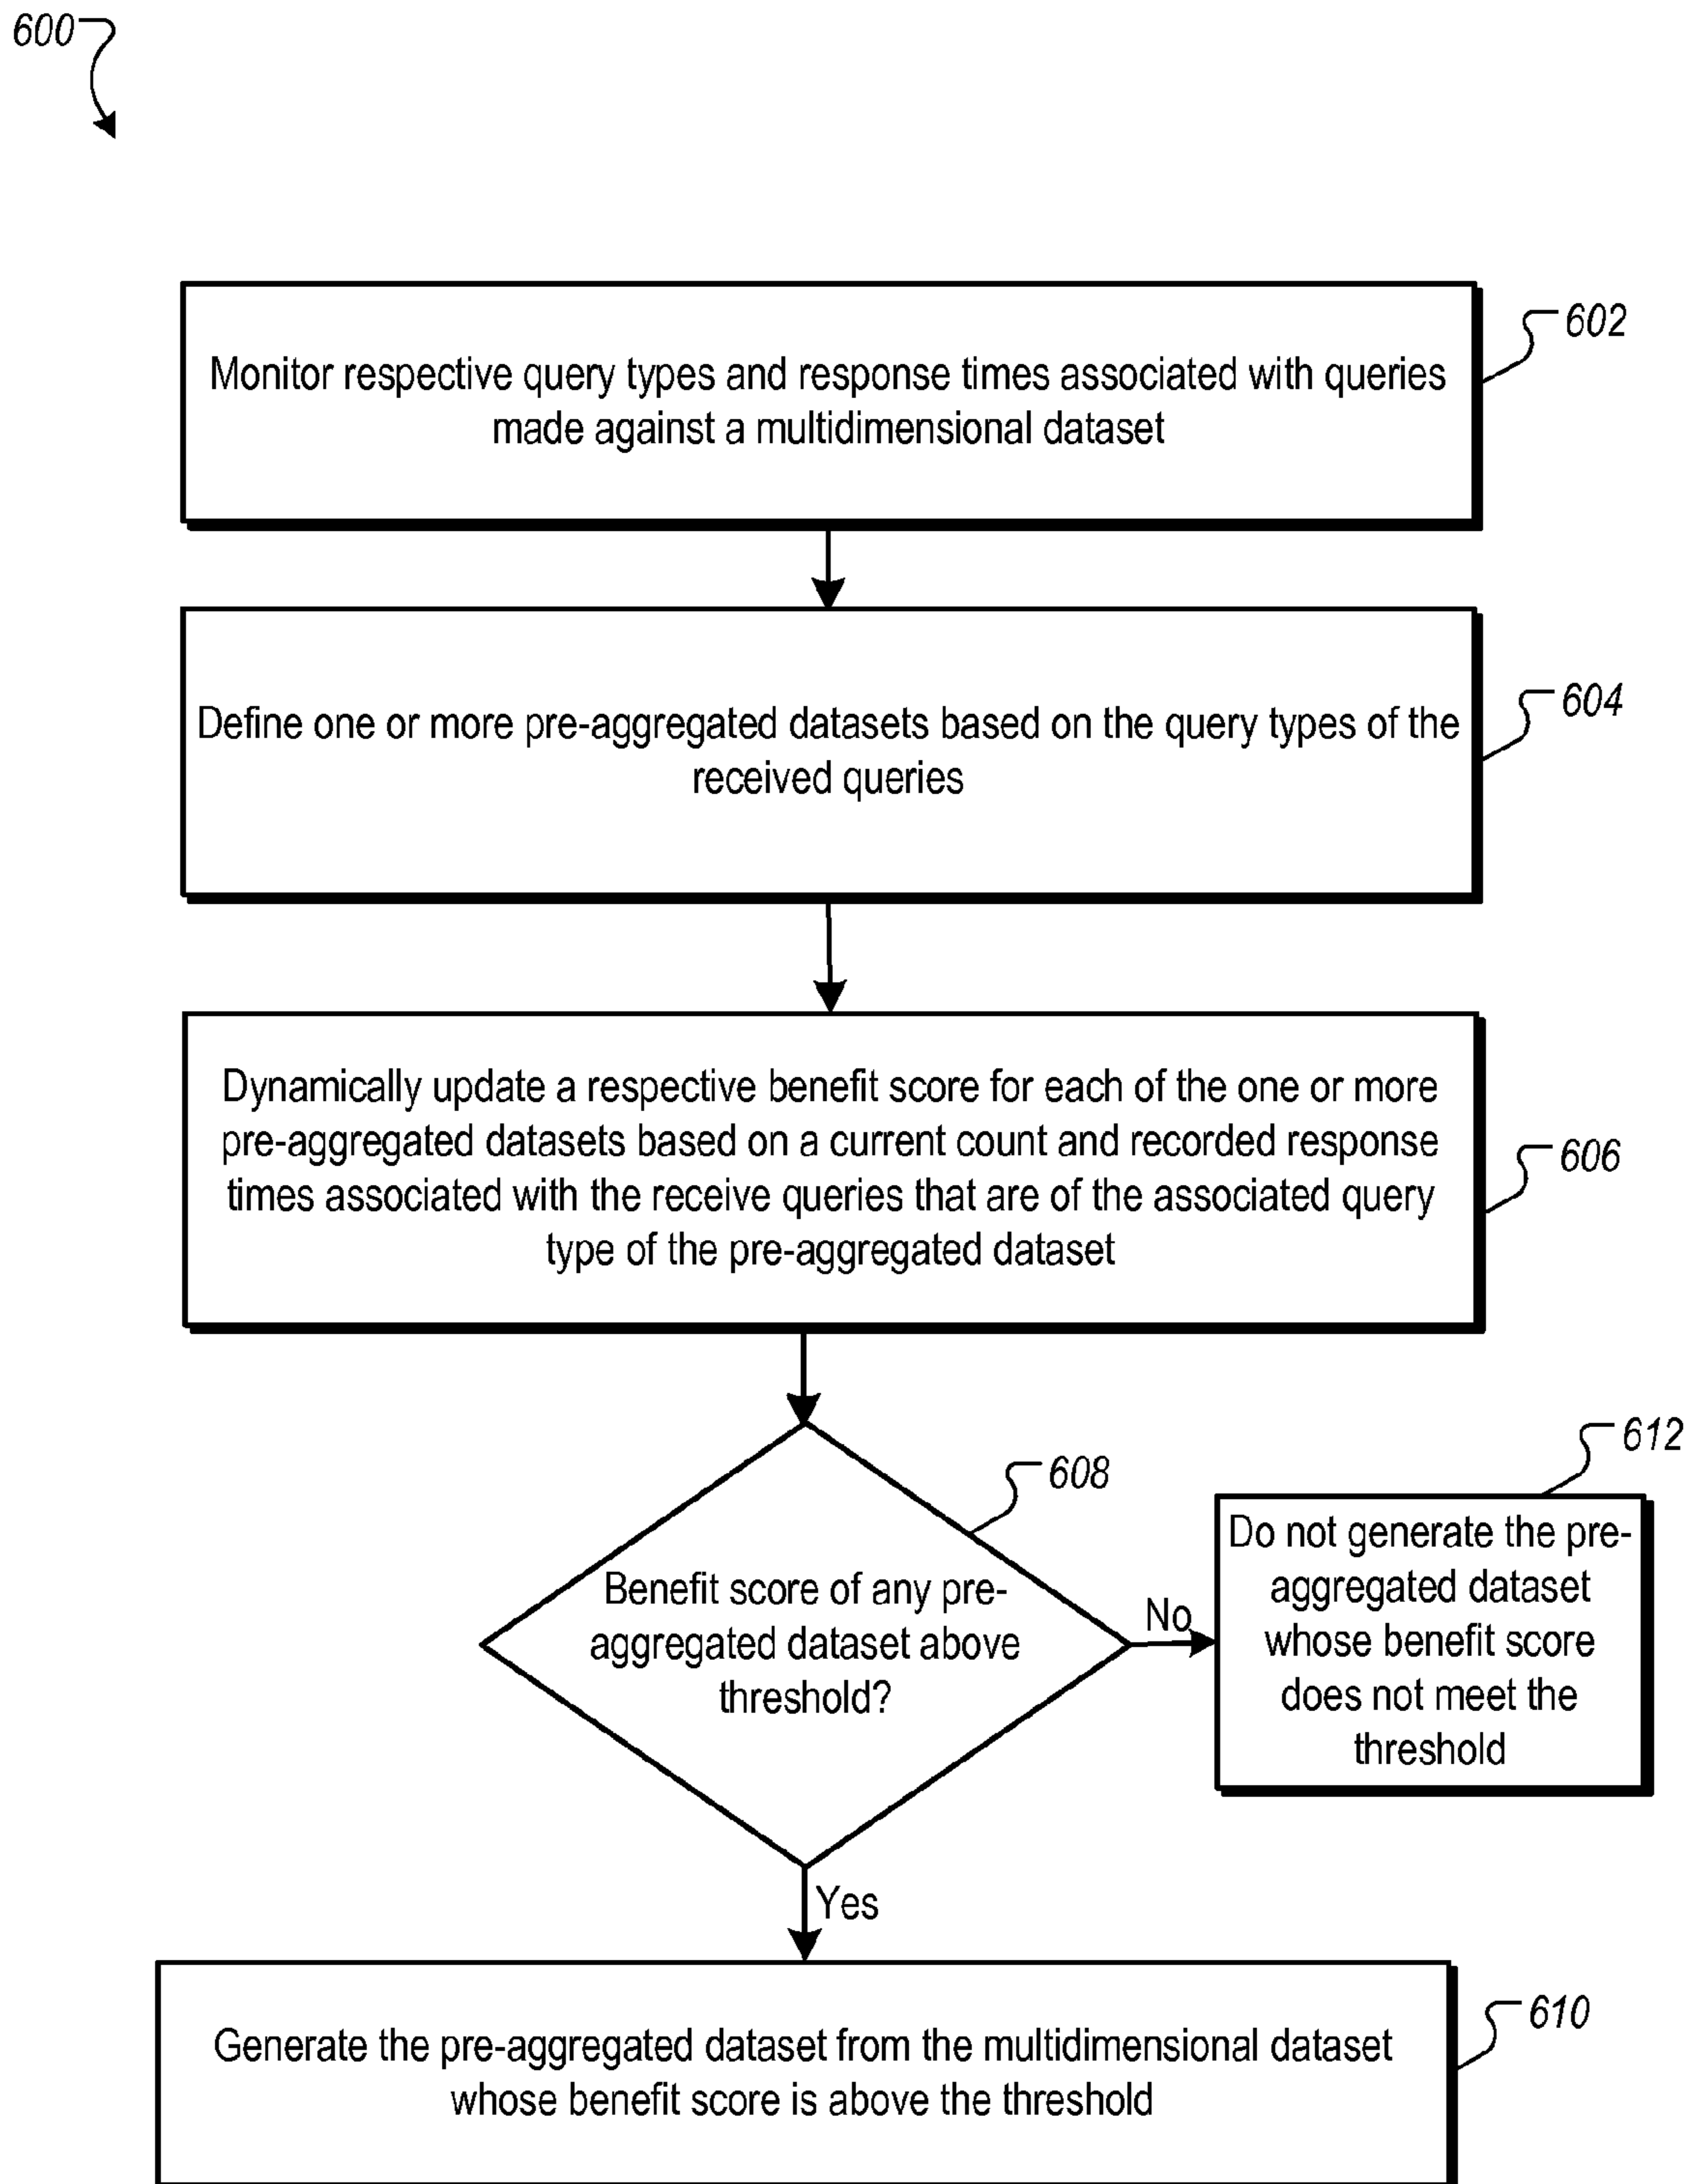 600
Monitor respective query types and response times associated with queries
made against a multidimensional dataset
602
Define one or more pre-aggregated datasets based on the query types of the
received queries
604
Dynamically update a respective benefit score for each of the one or more
pre-aggregated datasets based on a current count and recorded response
times associated with the receive queries that are of the associated query
type of the pre-aggregated dataset
606
608
Benefit score of any pre-
aggregated dataset above
threshold?
No
612
Do not generate the pre-
aggregated dataset
whose benefit score
does not meet the
threshold
Yes
Generate the pre-aggregated dataset from the multidimensional dataset
whose benefit score is above the threshold
610